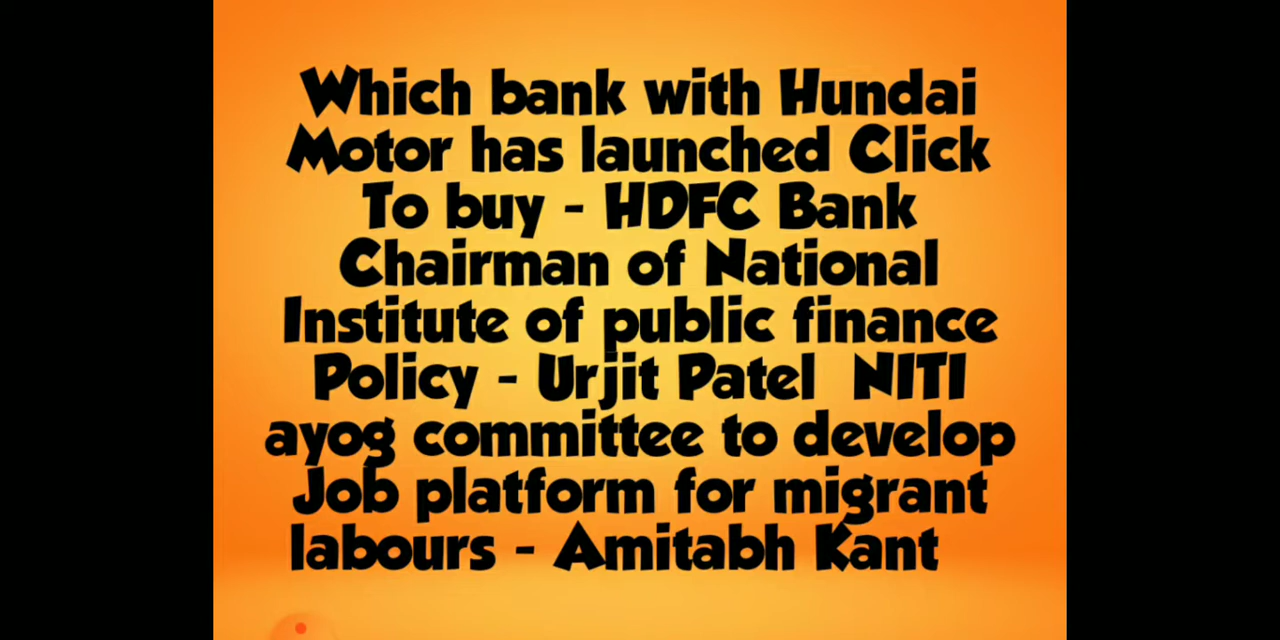 Which bank with Hundai
Motor has launched Click
To buy - HDFC Bank
Chairman of National
Institute of public finance
Policy - Urjit Patel NITI
ayog committee to develop
Job platform for migrant
labours - Amitabh Kant